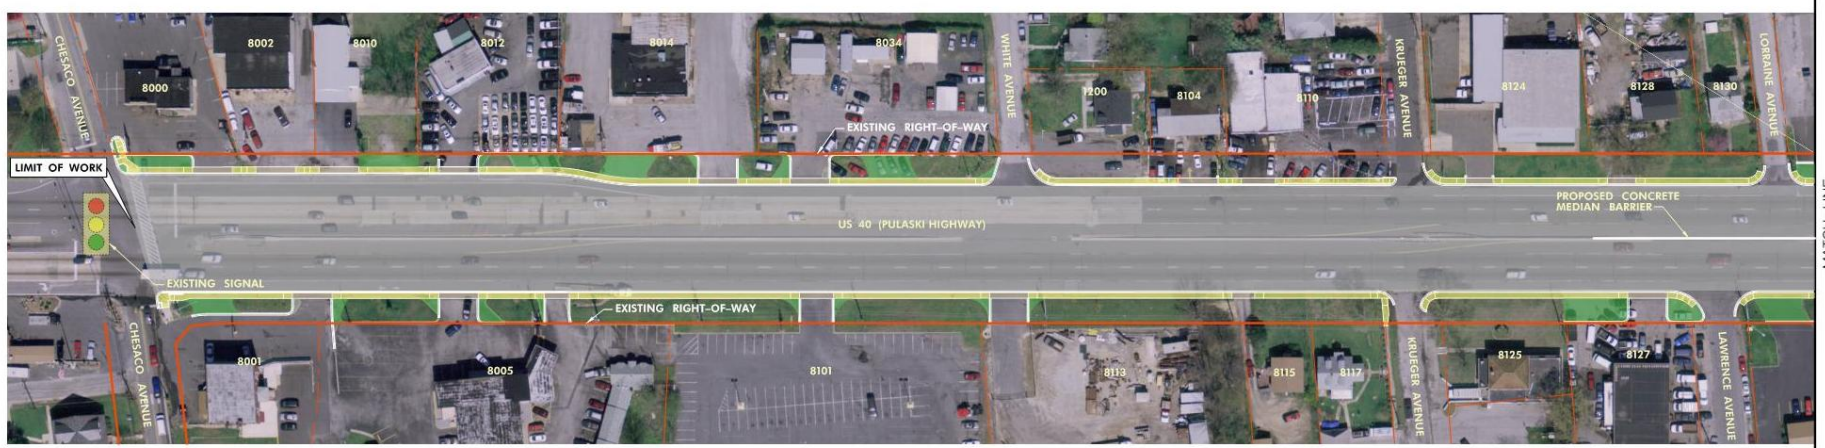 CHESACO AVENUE
8000
8002
8010
8012
8014
8034
WHITE AVENUE
1200
8104
8110
KRUEGER AVENUE
8124
8128
8130
LORRAINE AVENUE
EXISTING RIGHT-OF-WAY
LIMIT OF WORK
US 40 (PULASKI HIGHWAY)
PROPOSED CONCRETE
MEDIAN BARRIER
EXISTING SIGNAL
EXISTING RIGHT-OF-WAY
CHESACO AVENUE
8001
8005
8101
8113
8115
8117
KRUEGER AVENUE
8125
8127
LAWRENCE AVENUE